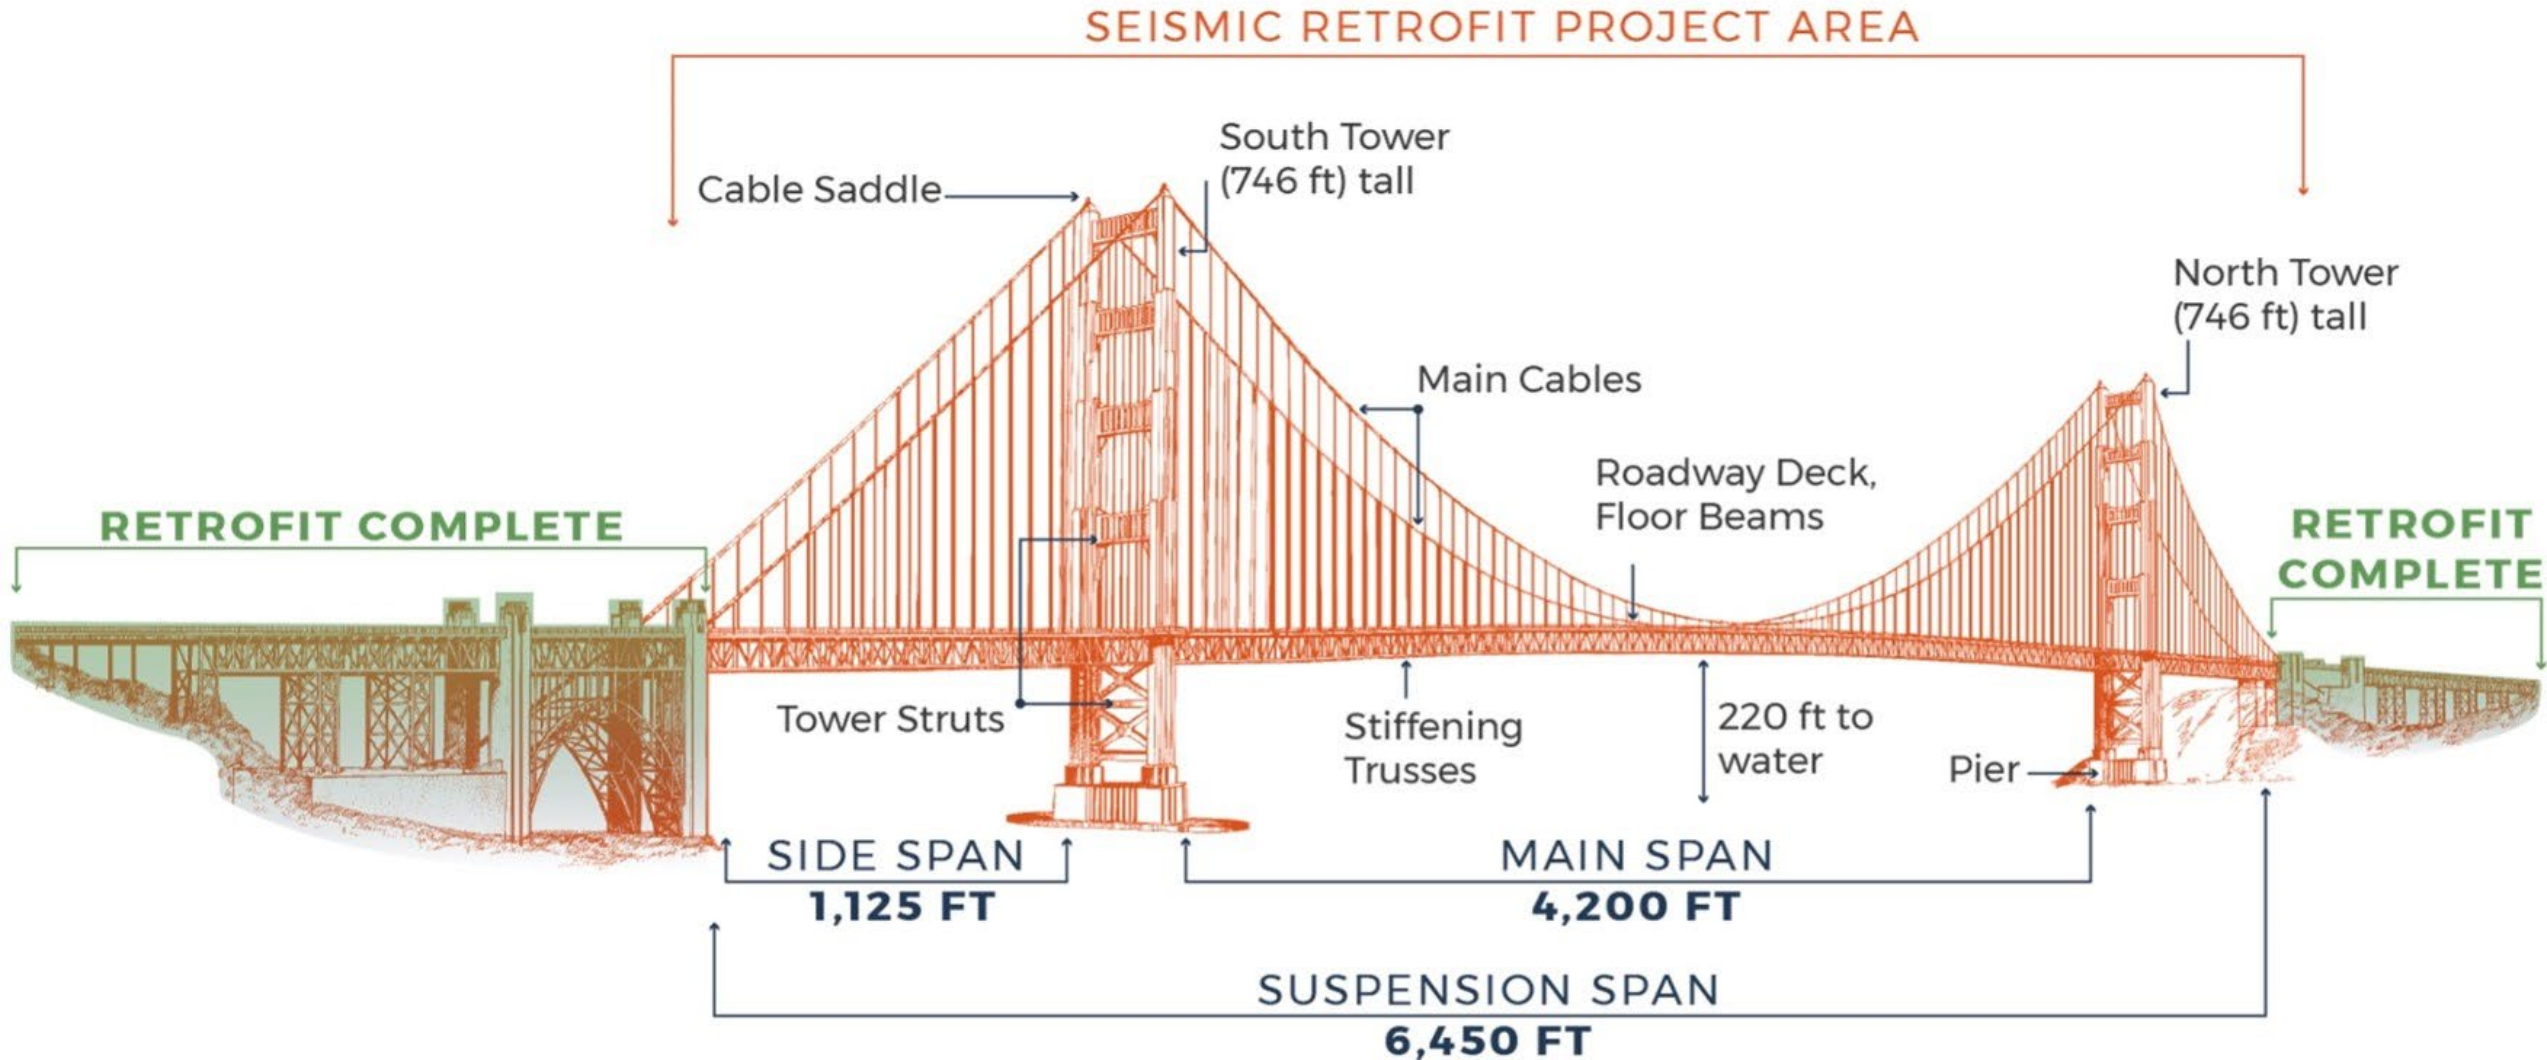 SEISMIC RETROFIT PROJECT AREA
South Tower
(746 ft) tall
Cable Saddle
North Tower
(746 ft) tall
Main Cables
Roadway Deck,
Floor Beams
RETROFIT COMPLETE
RETROFIT
COMPLETE
Tower Struts
Stiffening
Trusses
220 ft to
water
Pier
SIDE SPAN
1,125 FT
MAIN SPAN
4,200 FT
SUSPENSION SPAN
6,450 FT